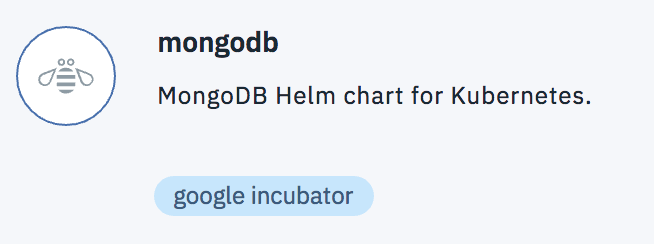 mongodb
MongoDB Helm chart for Kubernetes.
google incubator